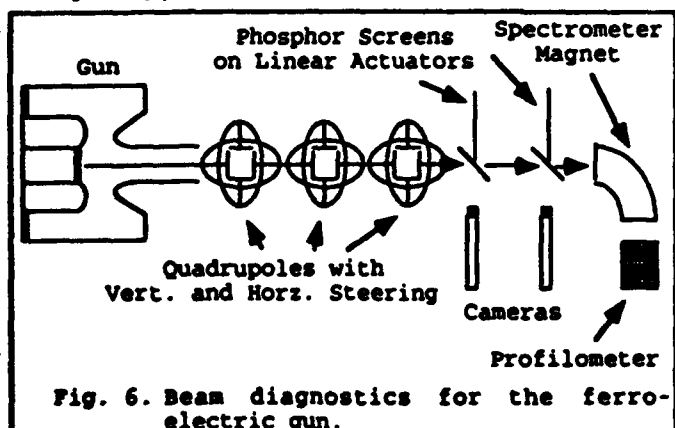 Phosphor Screens
on Linear Actuators
Spectrometer
Magnet
Gun
Quadrupoles with
Vert. and Horz. Steering
Cameras
Profilometer
Fig. 6. Beam diagnostics for the ferro-
electric gun.